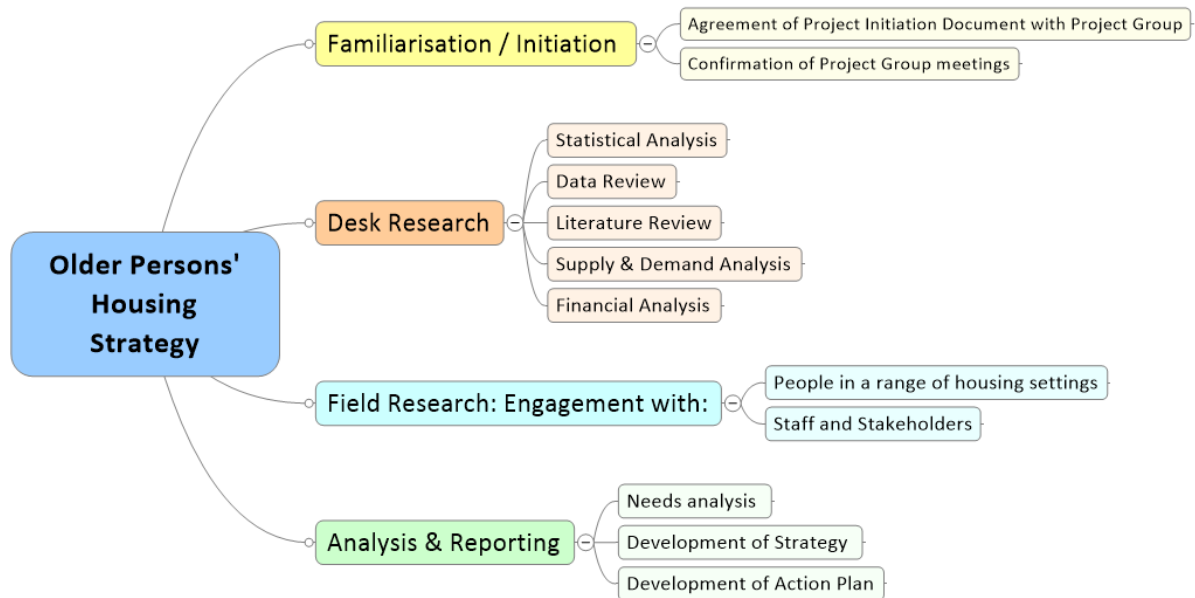 Older Persons'
Housing
Strategy
Familiarisation / Initiation
Agreement of Project Initiation Document with Project Group
Confirmation of Project Group meetings
Desk Research
Statistical Analysis
Data Review
Literature Review
Supply & Demand Analysis
Financial Analysis
Field Research: Engagement with:
People in a range of housing settings
Staff and Stakeholders
Analysis & Reporting
Needs analysis
Development of Strategy
Development of Action Plan